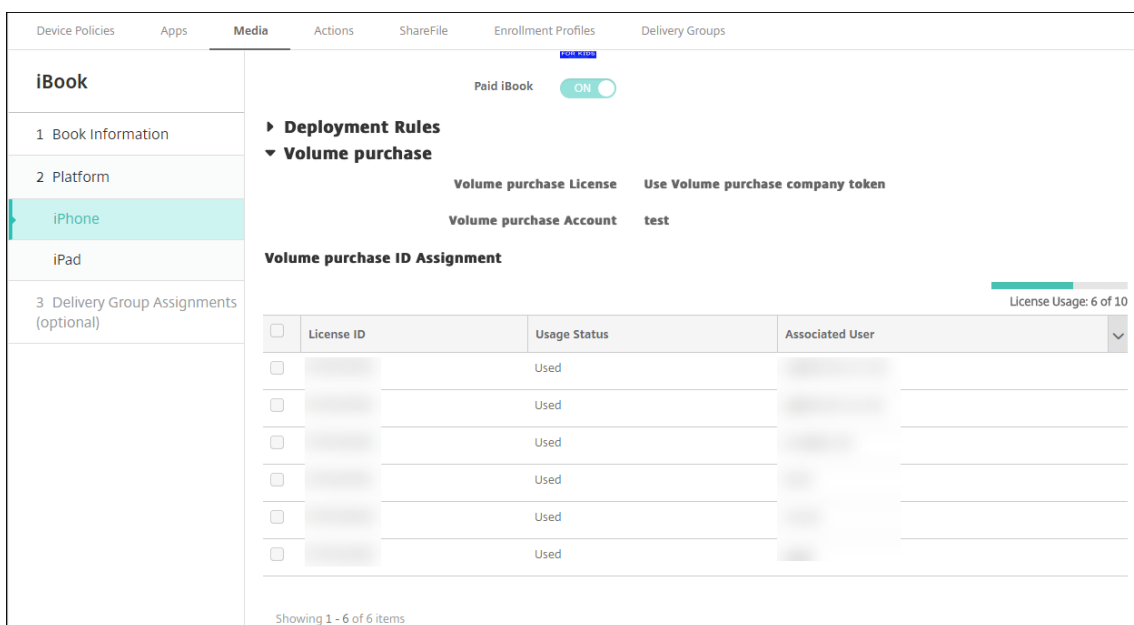 Device Policies Apps Media Actions ShareFile Enrollment Profiles Delivery Groups
iBook
1 Book Information
2 Platform
iPhone
iPad
3 Delivery Group Assignments
(optional)
FOR KIDS
Paid iBook ON
Deployment Rules
Volume purchase
Volume purchase License Use Volume purchase company token
Volume purchase Account test
Volume purchase ID Assignment
License Usage: 6 of 10
License ID Usage Status Associated User
Used
Used
Used
Used
Used
Used
Showing 1 - 6 of 6 items